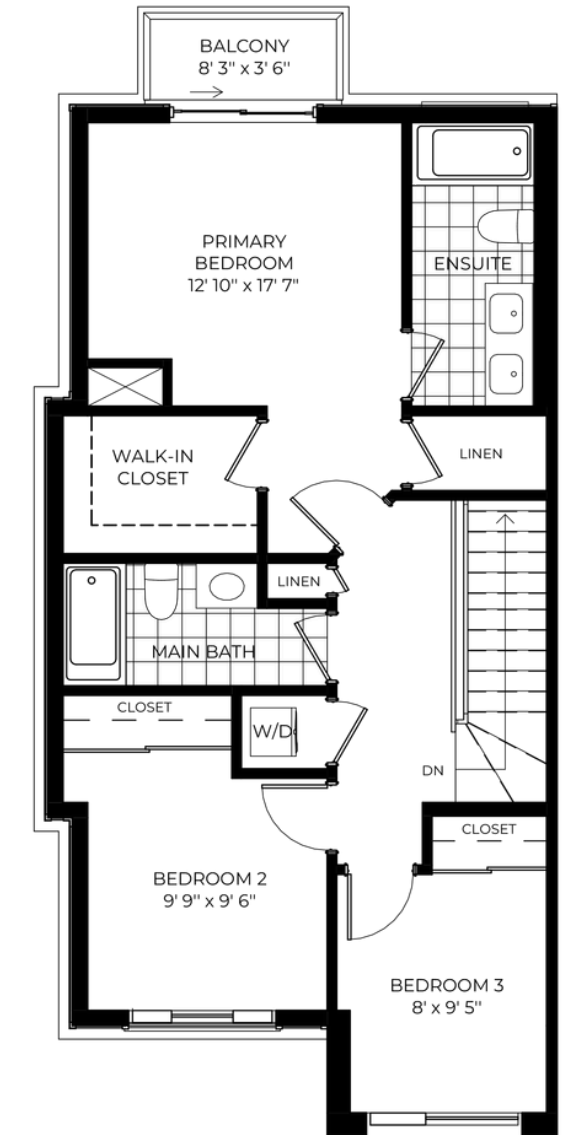 BALCONY
8' 3" x 3' 6"
PRIMARY
BEDROOM
12' 10" x 17' 7"
ENSUITE
WALK-IN
CLOSET
LINEN
LINEN
MAIN BATH
CLOSET
W/D
DN
CLOSET
BEDROOM 2
9' 9" x 9' 6"
BEDROOM 3
8' x 9' 5"